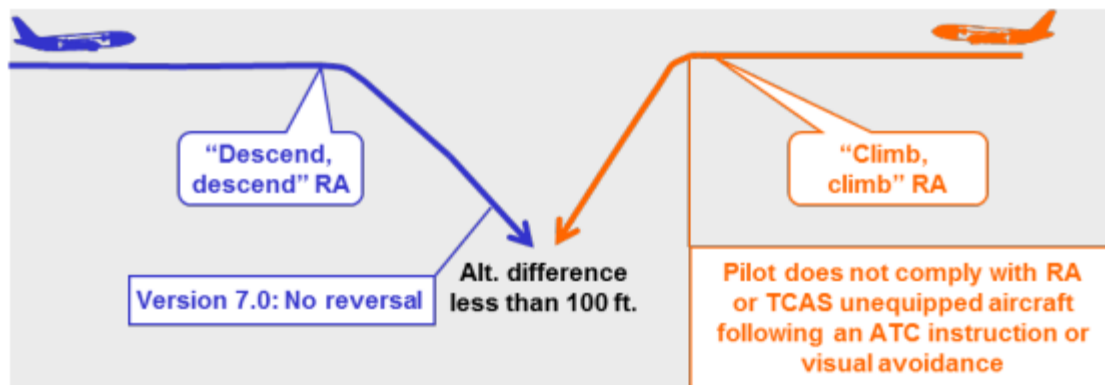 “Descend,
descend” RA
“Climb,
climb” RA
Version 7.0: No reversal
Alt. difference
less than 100 ft.
Pilot does not comply with RA
or TCAS unequipped aircraft
following an ATC instruction or
visual avoidance